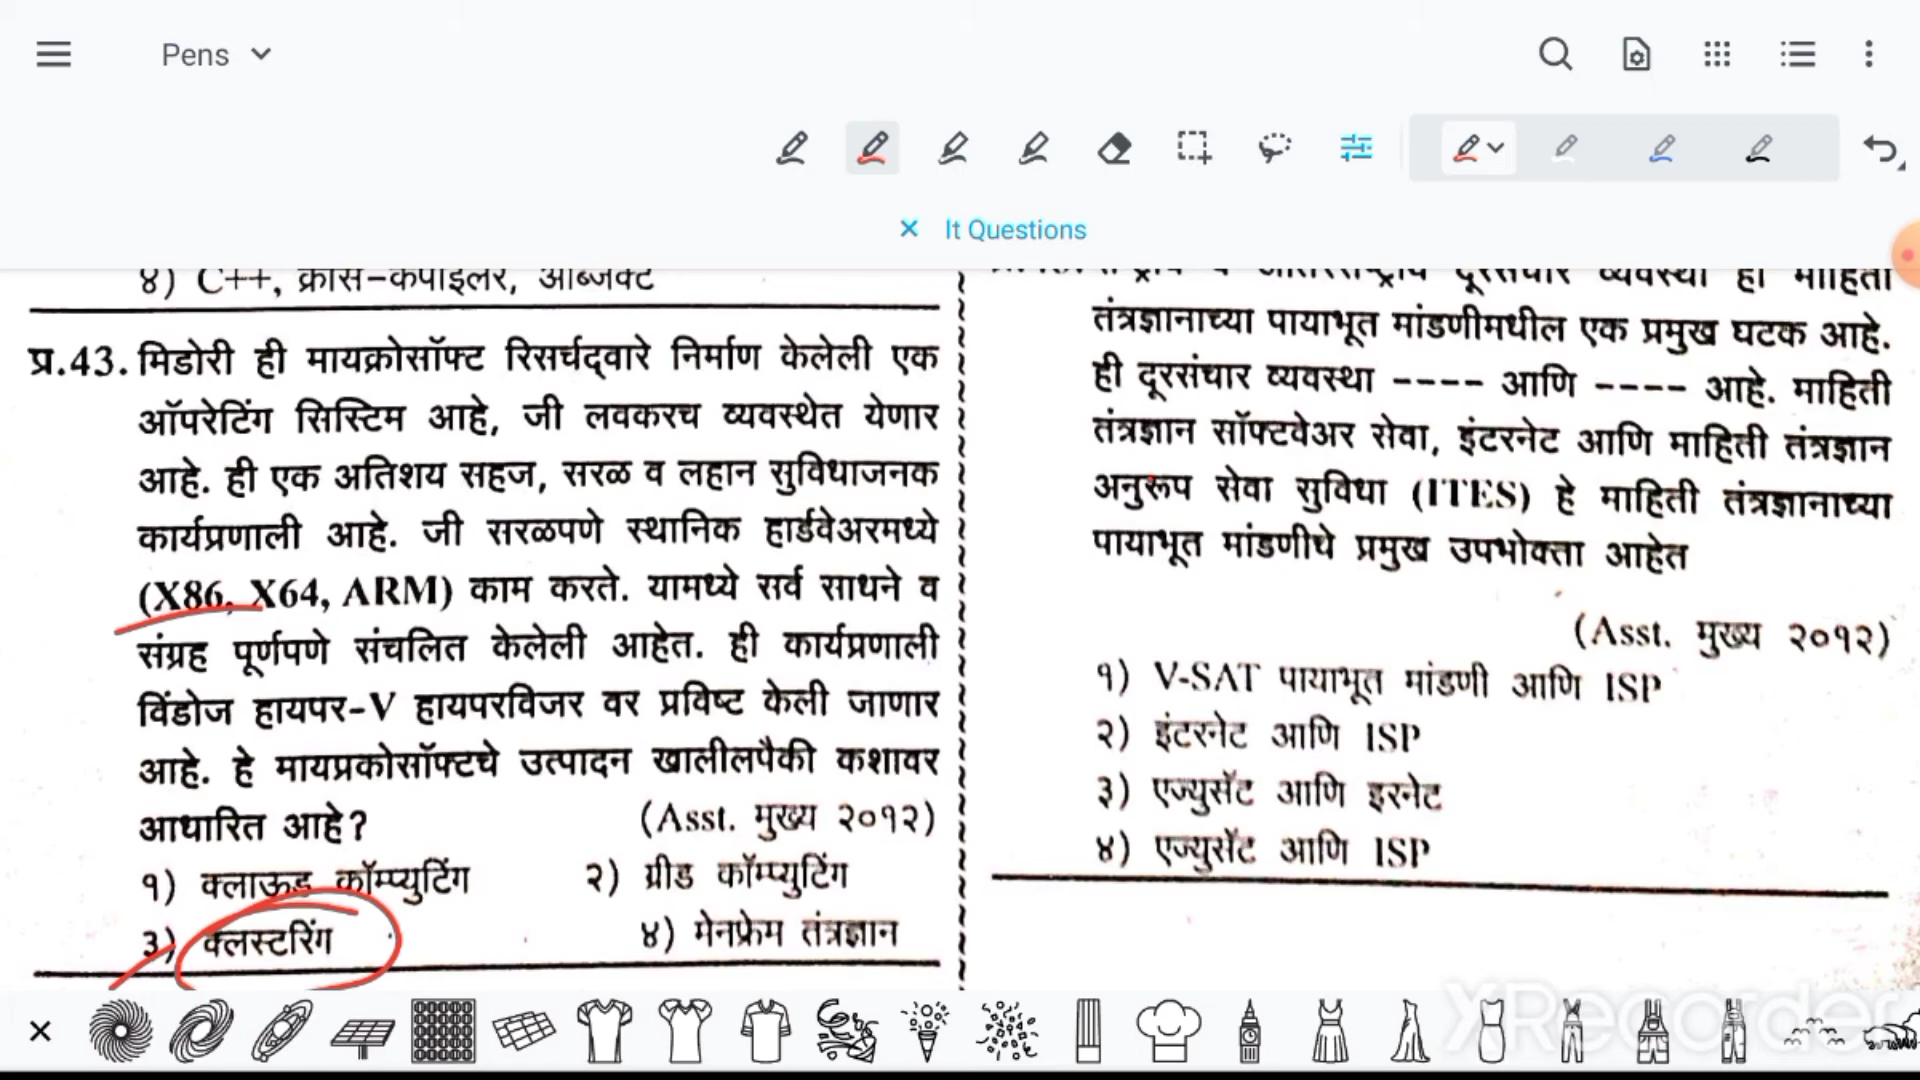 Pens
It Questions
४) C++, क्रॉस-कंपाइलर, ऑब्जेक्ट
प्र.43. मिडोरी ही मायक्रोसॉफ्ट रिसर्चद्वारे निर्माण केलेली एक
ऑपरेटिंग सिस्टिम आहे, जी लवकरच व्यवस्थेत येणार
आहे. ही एक अतिशय सहज, सरळ व लहान सुविधाजनक
कार्यप्रणाली आहे. जी सरळपणे स्थानिक हार्डवेअरमध्ये
(X86, X64, ARM) काम करते. यामध्ये सर्व साधने व
संग्रह पूर्णपणे संचलित केलेली आहेत. ही कार्यप्रणाली
विंडोज हायपर-V हायपरविजर वर प्रविष्ट केली जाणार
आहे. हे मायप्रकोसॉफ्टचे उत्पादन खालीलपैकी कशावर
आधारित आहे? (Asst. मुख्य २०१२)
१) क्लाऊड कॉम्प्युटिंग २) ग्रीड कॉम्प्युटिंग
३) क्लस्टरिंग ४) मेनफ्रेम तंत्रज्ञान
दूरसंचार व्यवस्था ही माहिती
तंत्रज्ञानाच्या पायाभूत मांडणीमधील एक प्रमुख घटक आहे.
ही दूरसंचार व्यवस्था ---- आणि ---- आहे. माहिती
तंत्रज्ञान सॉफ्टवेअर सेवा, इंटरनेट आणि माहिती तंत्रज्ञान
अनुरूप सेवा सुविधा (ITES) हे माहिती तंत्रज्ञानाच्या
पायाभूत मांडणीचे प्रमुख उपभोक्ता आहेत
(Asst. मुख्य २०१२)
१) V-SAT पायाभूत मांडणी आणि ISP
२) इंटरनेट आणि ISP
३) एज्युसॅट आणि इरनेट
४) एज्युसॅट आणि ISP
XRecorder